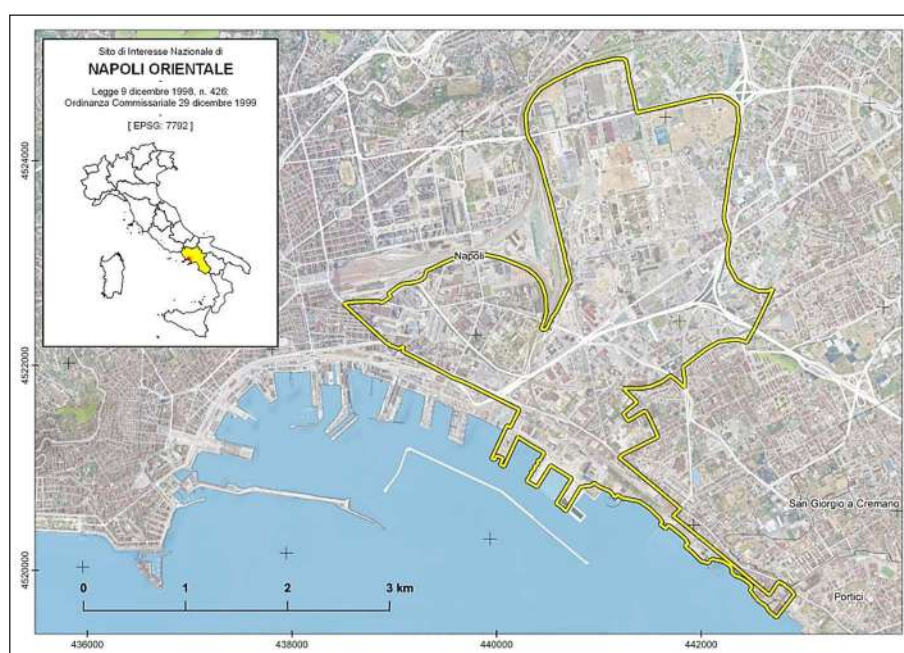 Sito di Interesse Nazionale di
NAPOLI ORIENTALE
-
Legge 9 dicembre 1998, n. 426;
Ordinanza Commissariale 29 dicembre 1999
-
[ EPSG: 7792 ]
4524000
4522000
4520000
Napoli
San Giorgio a Cremano
Portici
0 1 2 3 km
436000 438000 440000 442000